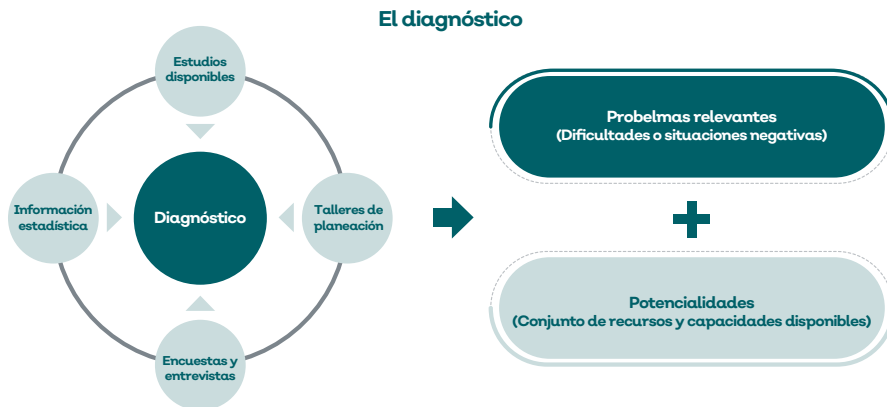 El diagnóstico
Estudios
disponibles
Información
estadística
Diagnóstico
Talleres de
planeación
Encuestas y
entrevistas
Probelmas relevantes
(Dificultades o situaciones negativas)
Potencialidades
(Conjunto de recursos y capacidades disponibles)